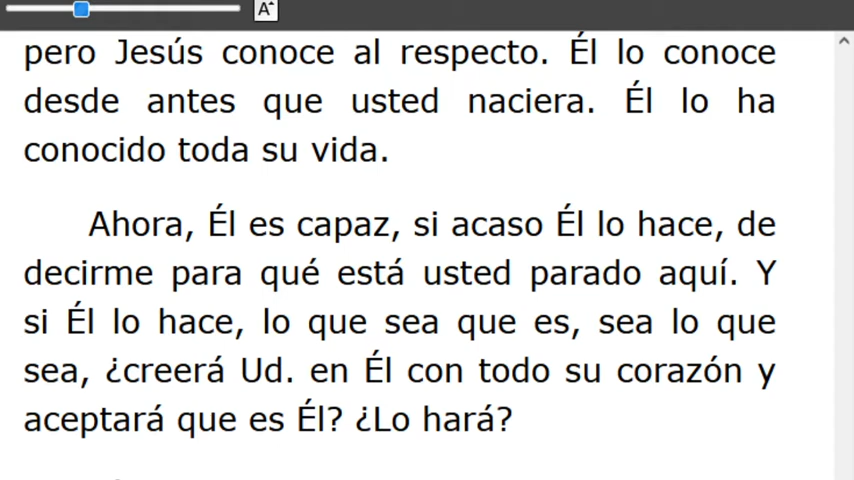 A
pero Jesús conoce al respecto. Él lo conoce
desde antes que usted naciera. Él lo ha
conocido toda su vida.
Ahora, Él es capaz, si acaso Él lo hace, de
decirme para qué está usted parado aquí. Y
si Él lo hace, lo que sea que es, sea lo que
sea, ¿creerá Ud. en Él con todo su corazón y
aceptará que es Él? ¿Lo hará?